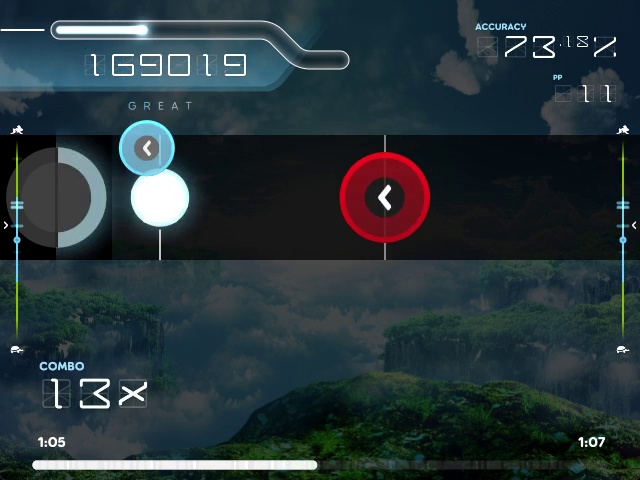 169019
ACCURACY
73.18%
PP
11
GREAT
COMBO
13x
1:05
1:07